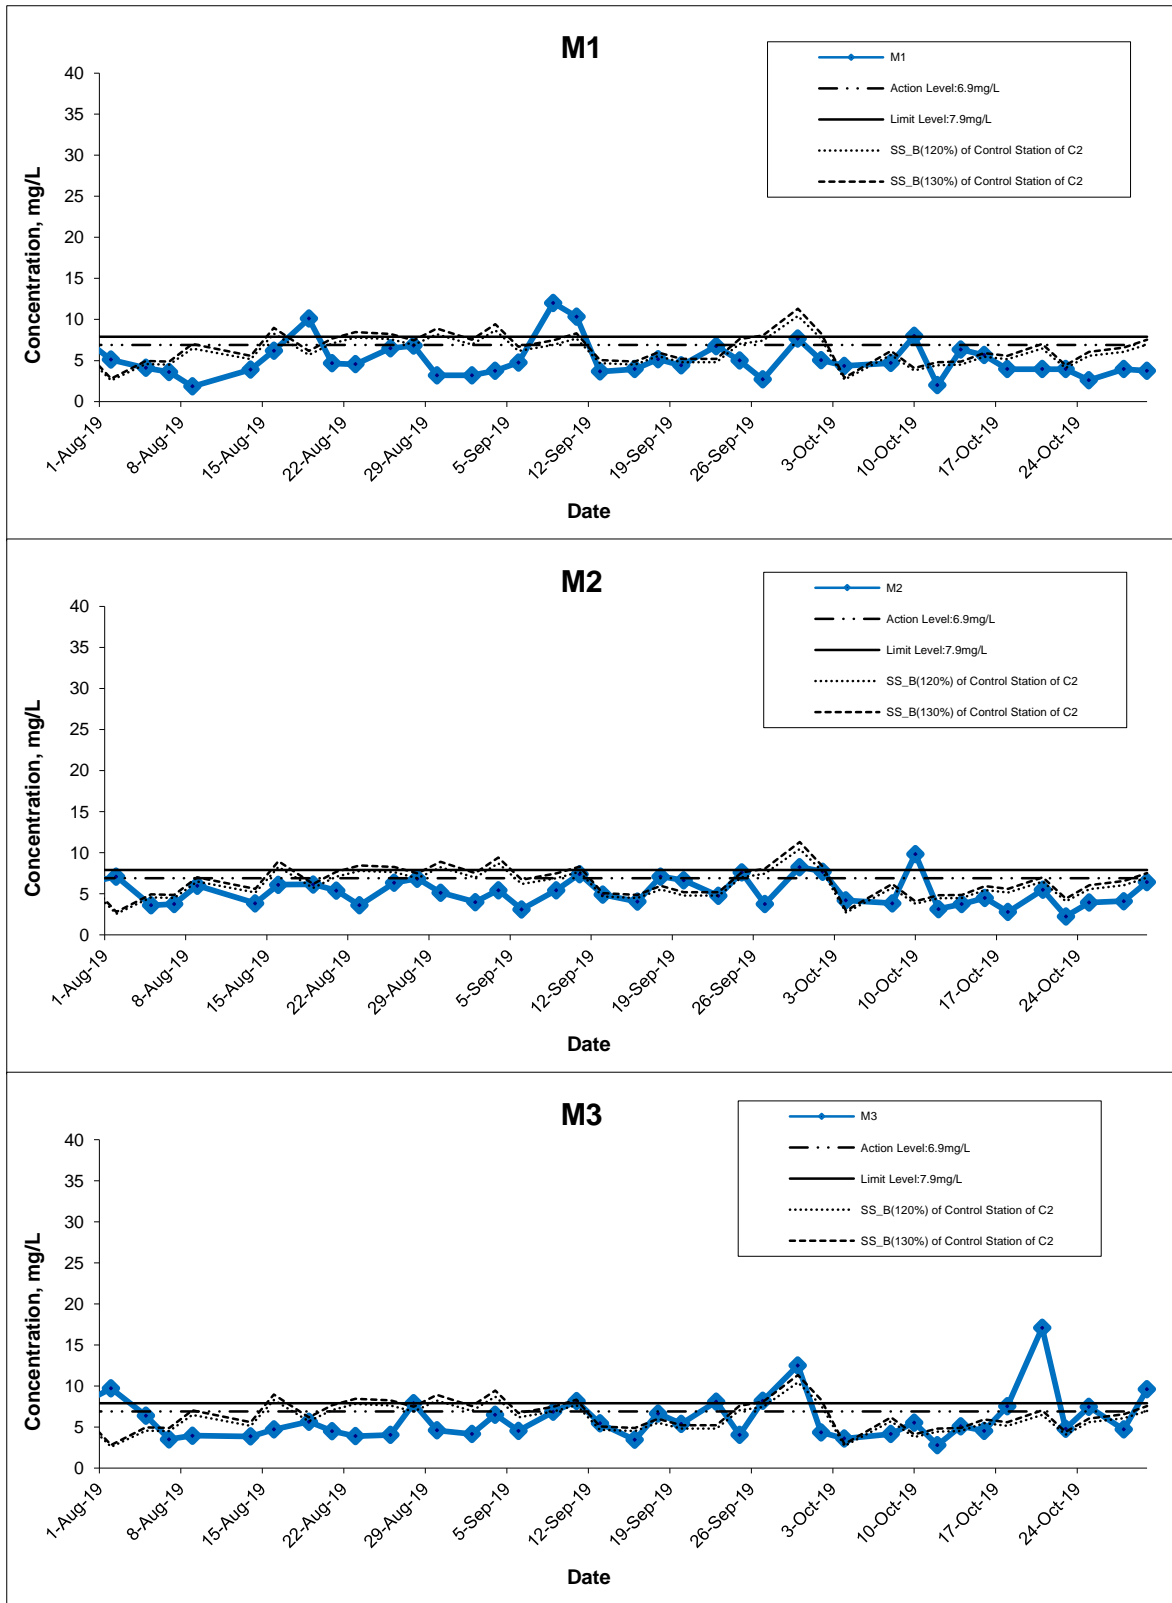 M1
M1
Action Level:6.9mg/L
Limit Level:7.9mg/L
SS_B(120%) of Control Station of C2
SS_B(130%) of Control Station of C2
Concentration, mg/L
40
35
30
25
20
15
10
5
0
1-Aug-19
8-Aug-19
15-Aug-19
22-Aug-19
29-Aug-19
5-Sep-19
12-Sep-19
19-Sep-19
26-Sep-19
3-Oct-19
10-Oct-19
17-Oct-19
24-Oct-19
Date
M2
M2
Action Level:6.9mg/L
Limit Level:7.9mg/L
SS_B(120%) of Control Station of C2
SS_B(130%) of Control Station of C2
Concentration, mg/L
40
35
30
25
20
15
10
5
0
1-Aug-19
8-Aug-19
15-Aug-19
22-Aug-19
29-Aug-19
5-Sep-19
12-Sep-19
19-Sep-19
26-Sep-19
3-Oct-19
10-Oct-19
17-Oct-19
24-Oct-19
Date
M3
M3
Action Level:6.9mg/L
Limit Level:7.9mg/L
SS_B(120%) of Control Station of C2
SS_B(130%) of Control Station of C2
Concentration, mg/L
40
35
30
25
20
15
10
5
0
1-Aug-19
8-Aug-19
15-Aug-19
22-Aug-19
29-Aug-19
5-Sep-19
12-Sep-19
19-Sep-19
26-Sep-19
3-Oct-19
10-Oct-19
17-Oct-19
24-Oct-19
Date